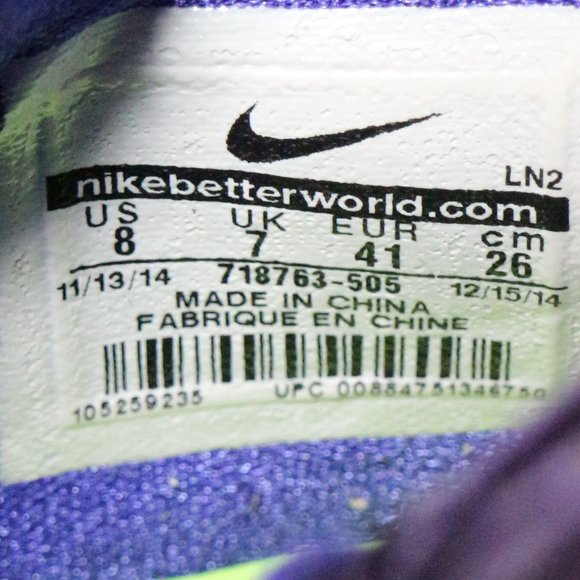 LN2
nikebetterworld.com
US UK EUR cm
8 7 41 26
11/13/14 718763-505 12/15/14
MADE IN CHINA
FABRIQUE EN CHINE
105259235 UPC